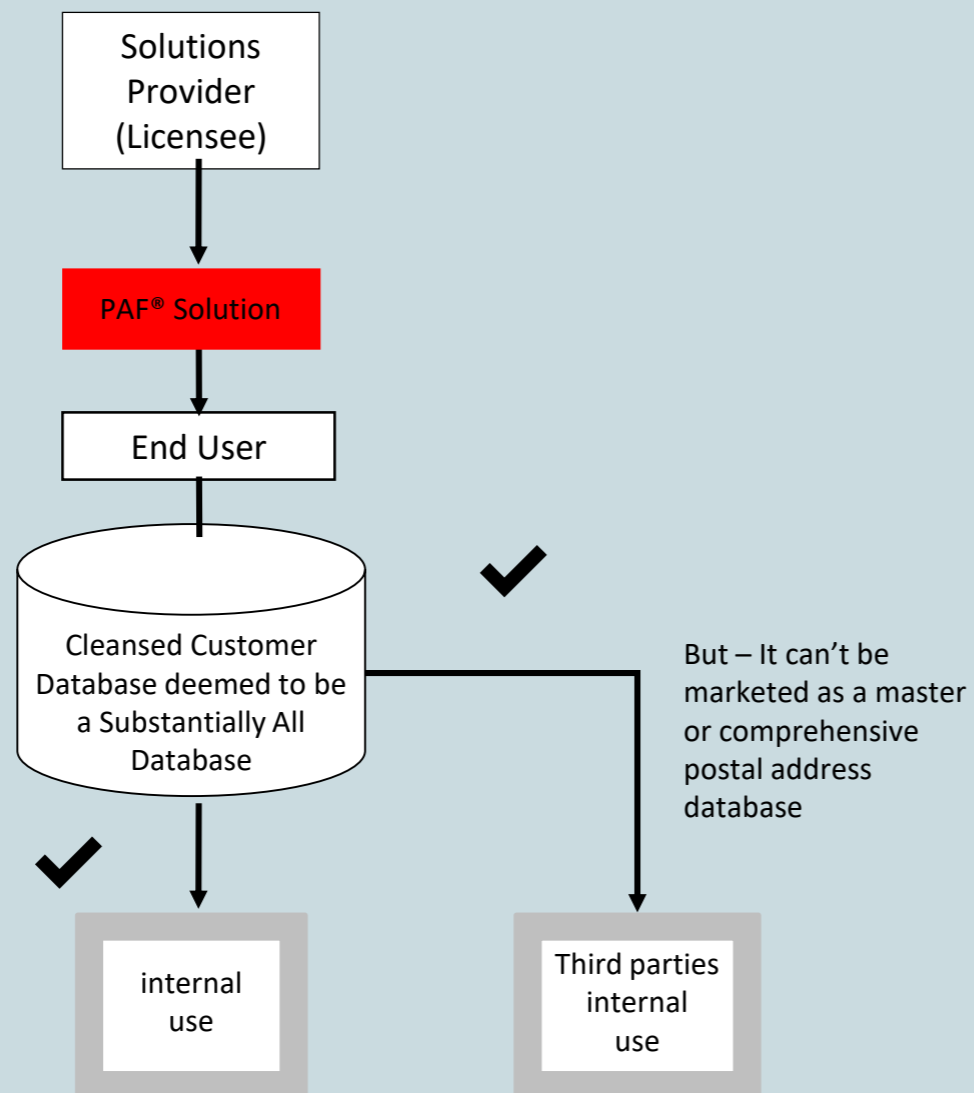 Solutions
Provider
(Licensee)
PAF® Solution
End User
Cleansed Customer
Database deemed to be
a Substantially All
Database
But – It can’t be
marketed as a master
or comprehensive
postal address
database
internal
use
Third parties
internal
use